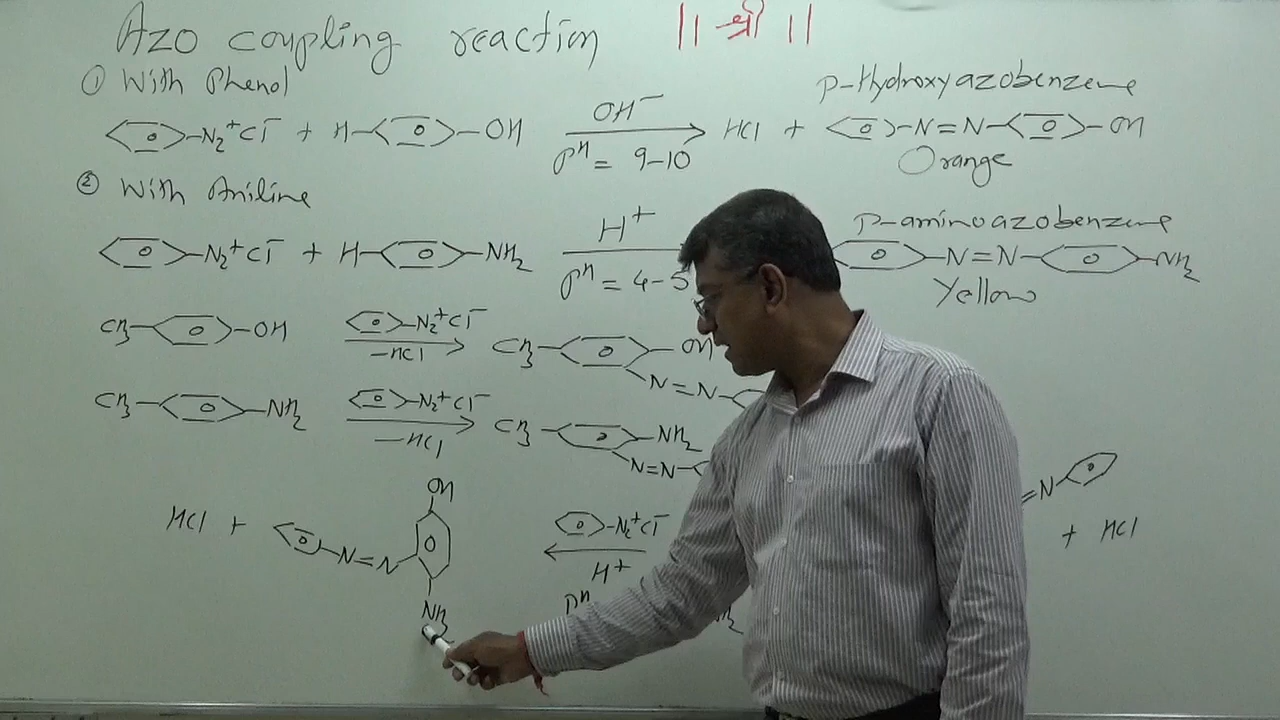 Azo coupling reaction || श्री ||
① With Phenol
p-Hydroxyazobenzene
N₂⁺Cl⁻ + H OH OH⁻ HCl + N=N OH
Pᴴ = 9-10 Orange
② With Aniline
p-aminoazobenzene
N₂⁺Cl⁻ + H NH₂ H⁺ N=N NH₂
Pᴴ = 4-5 Yellow
CH₃ OH N₂⁺Cl⁻ CH₃ OH
-HCl N=N
CH₃ NH₂ N₂⁺Cl⁻ CH₃ NH₂
-HCl N=N
OH =N
HCl + N₂⁺Cl⁻ + HCl
N=N H⁺
NH₂ Pᴴ